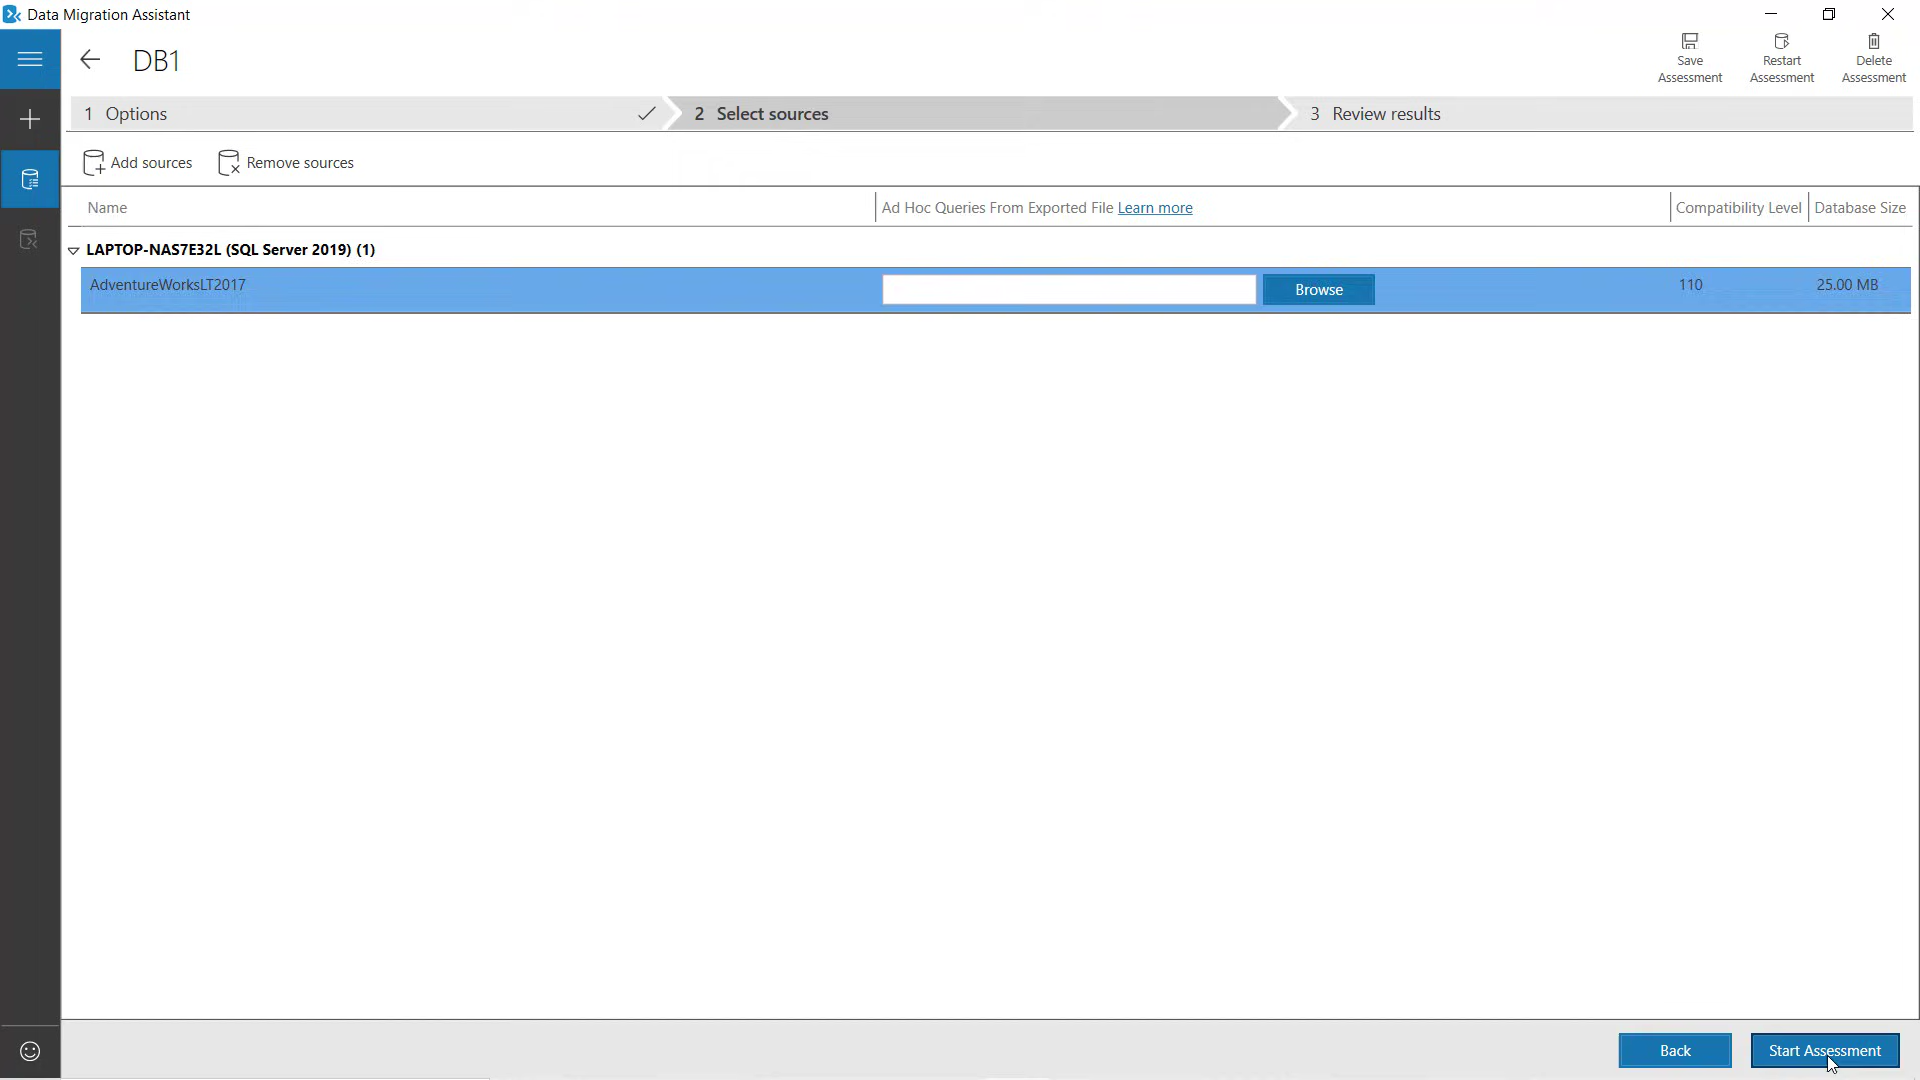 Data Migration Assistant
DB1
Save Assessment
Restart Assessment
Delete Assessment
1 Options
2 Select sources
3 Review results
Add sources
Remove sources
Name
Ad Hoc Queries From Exported File Learn more
Compatibility Level
Database Size
LAPTOP-NAS7E32L (SQL Server 2019) (1)
AdventureWorksLT2017
Browse
110
25.00 MB
Back
Start Assessment